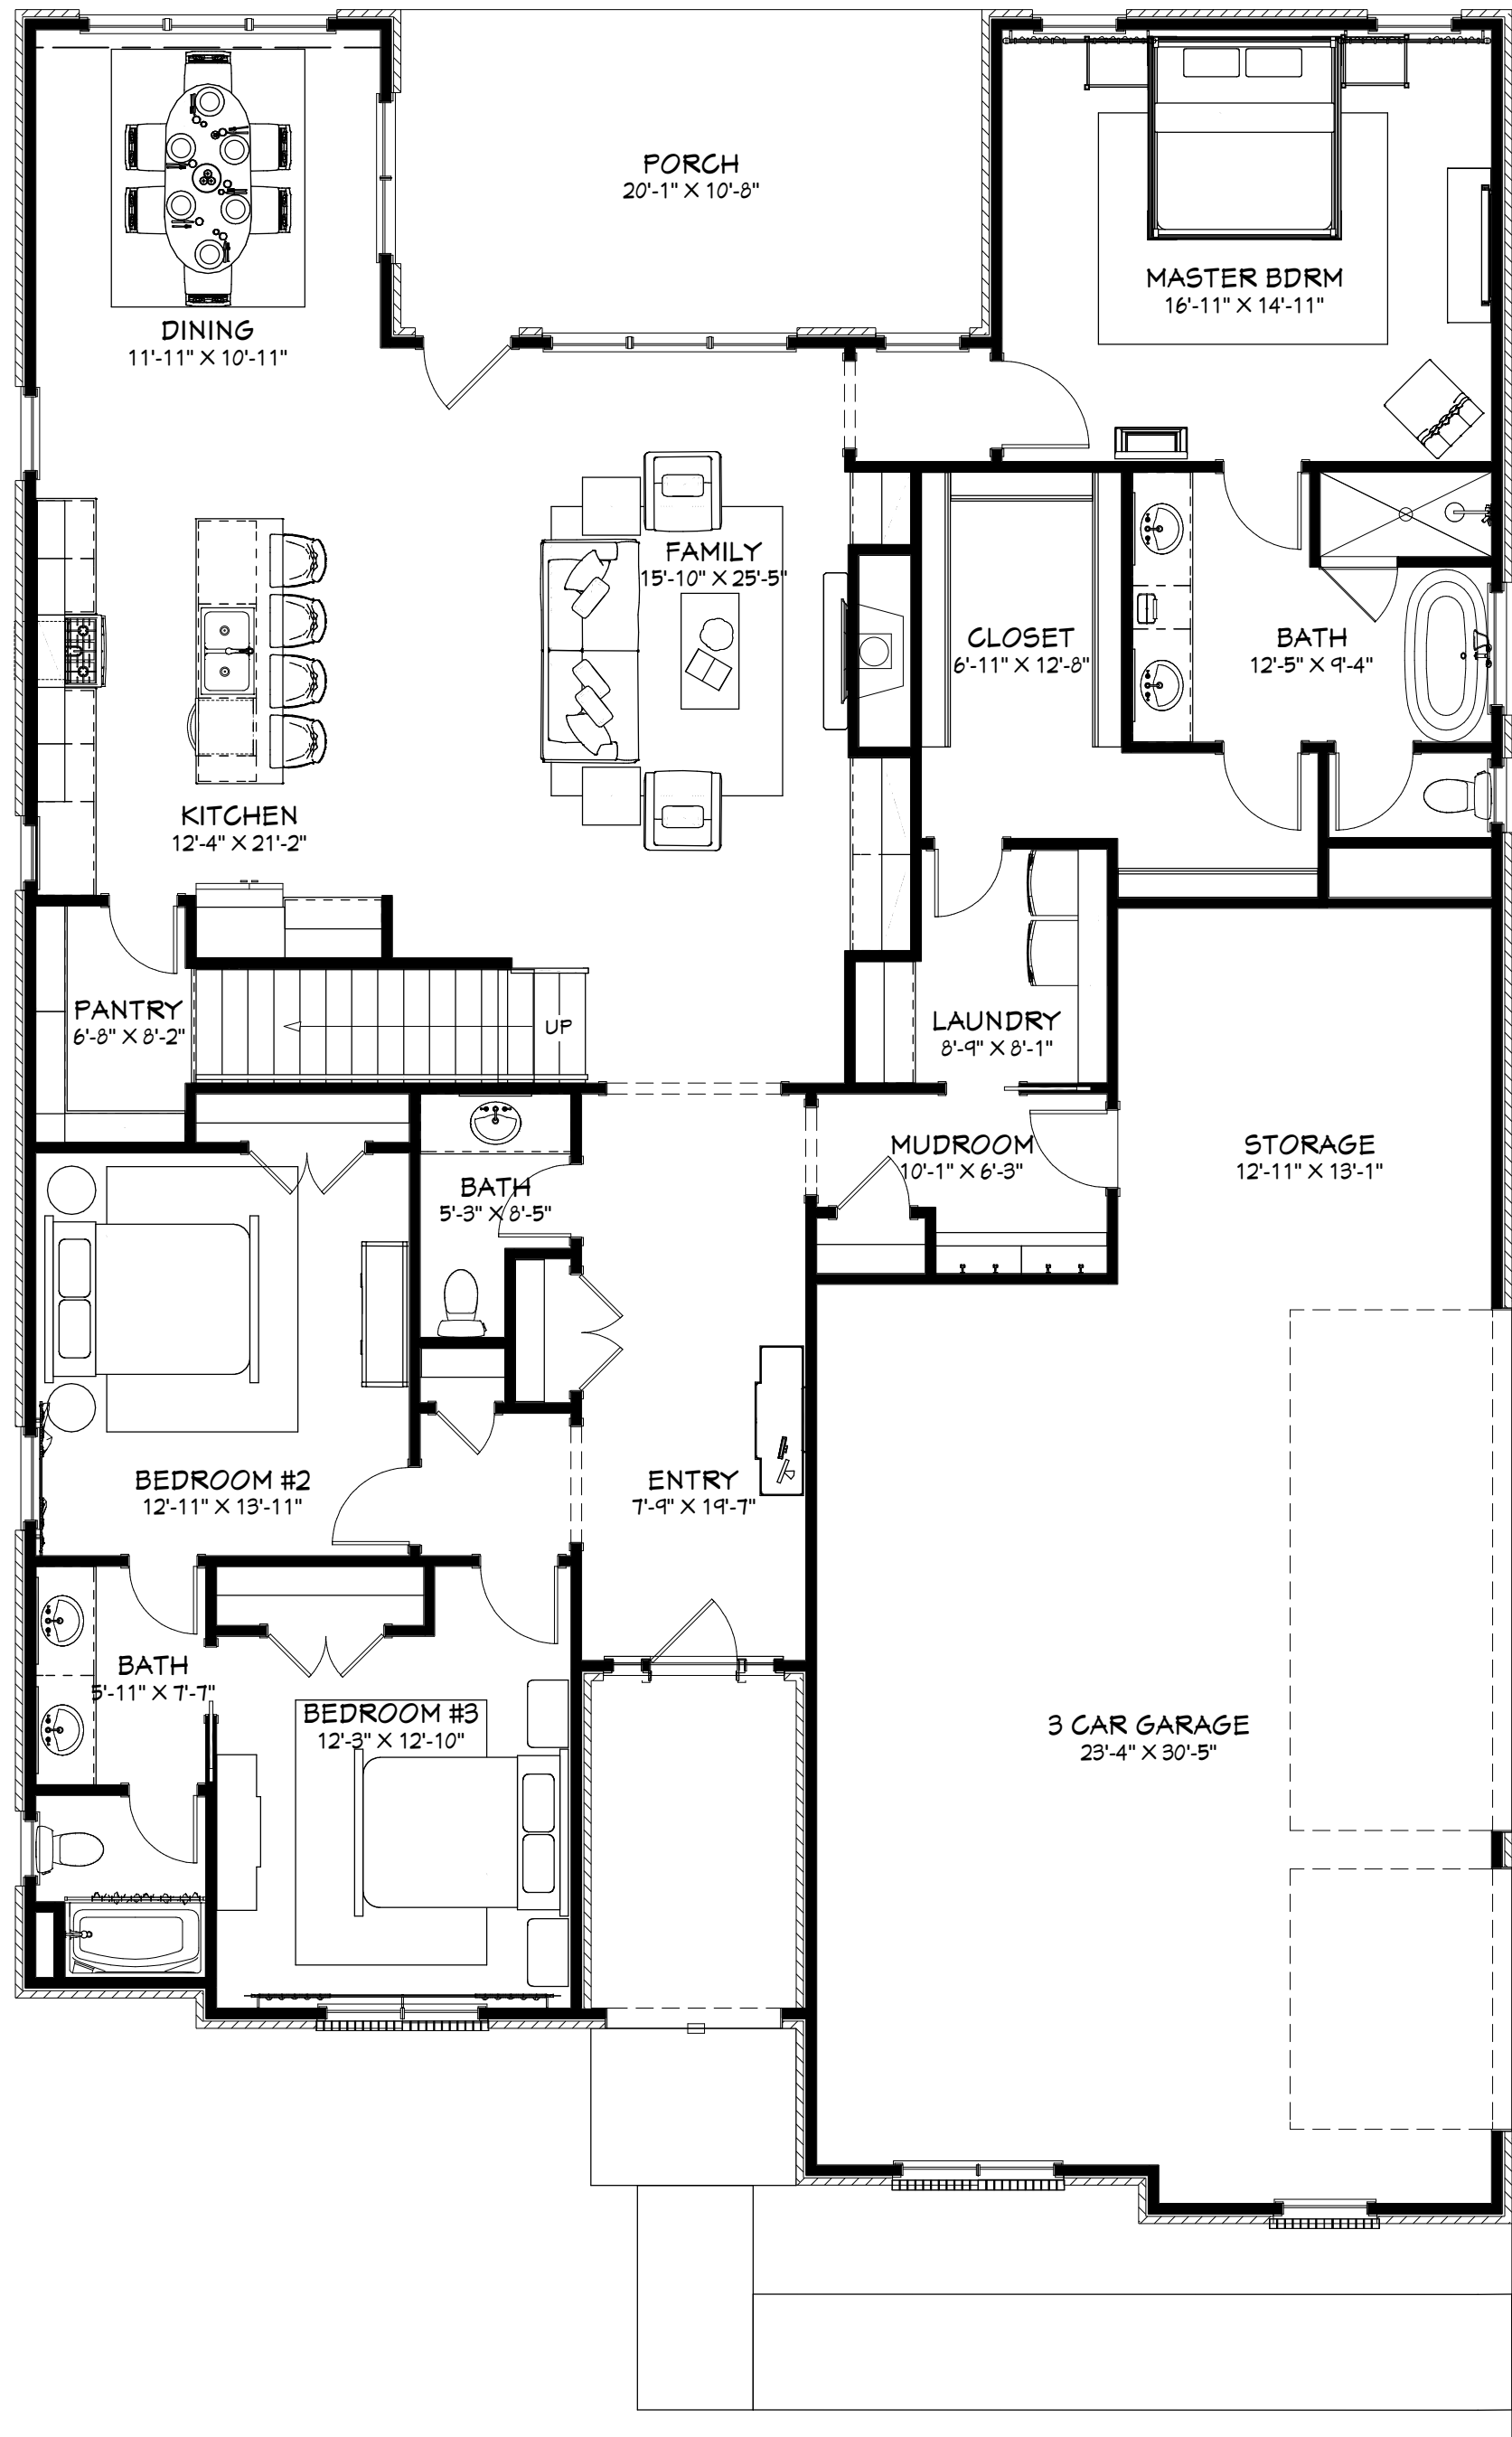 PORCH
20'-1" X 10'-8"
MASTER BDRM
16'-11" X 14'-11"
DINING
11'-11" X 10'-11"
FAMILY
15'-10" X 25'-5"
CLOSET
6'-11" X 12'-8"
BATH
12'-5" X 9'-4"
KITCHEN
12'-4" X 21'-2"
PANTRY
6'-8" X 8'-2"
UP
LAUNDRY
8'-9" X 8'-1"
MUDROOM
10'-1" X 6'-3"
STORAGE
12'-11" X 13'-1"
BATH
5'-3" X 8'-5"
BEDROOM #2
12'-11" X 13'-11"
ENTRY
7'-9" X 19'-7"
BATH
5'-11" X 7'-7"
BEDROOM #3
12'-3" X 12'-10"
3 CAR GARAGE
23'-4" X 30'-5"